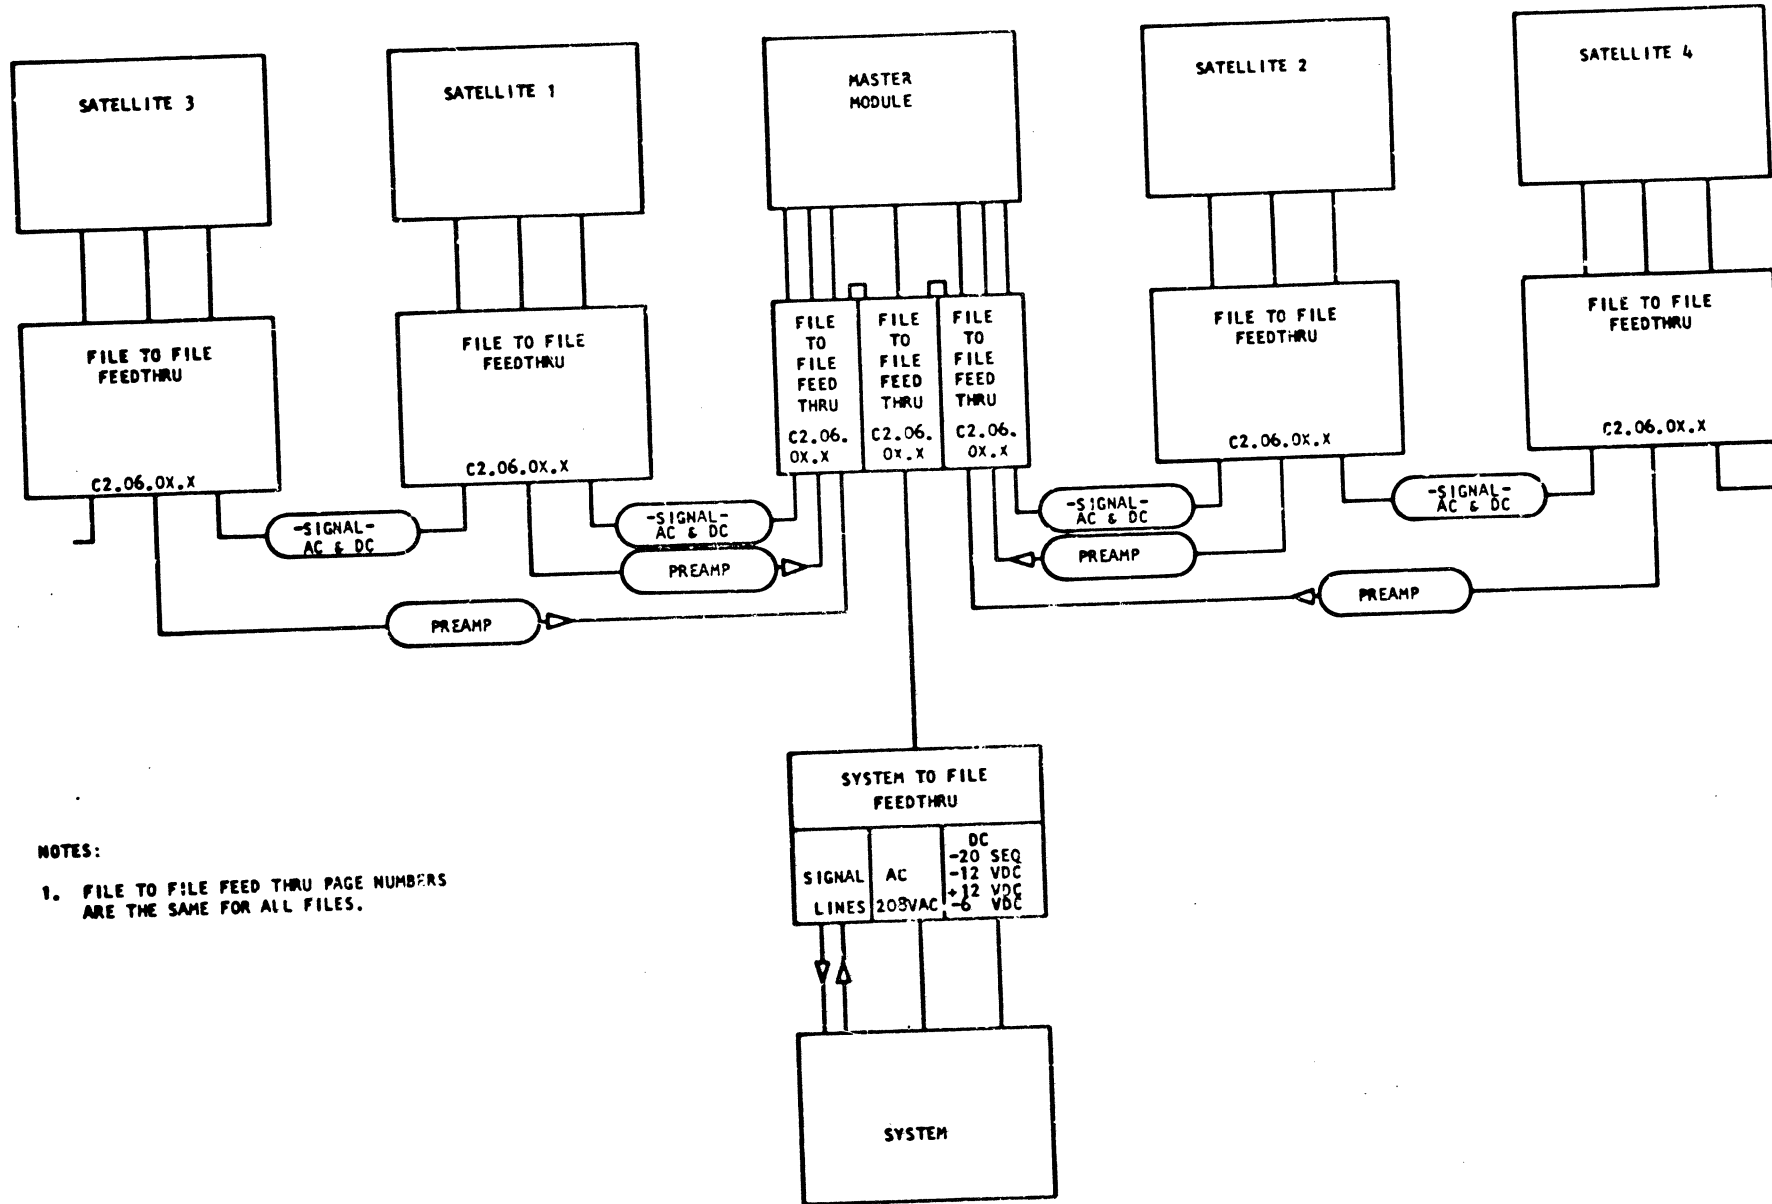 SATELLITE 3
SATELLITE 1
MASTER
MODULE
SATELLITE 2
SATELLITE 4
FILE TO FILE
FEEDTHRU
C2.06.0X.X
FILE TO FILE
FEEDTHRU
C2.06.0X.X
FILE
TO
FILE
FEED
THRU
C2.06.
0X.X
FILE
TO
FILE
FEED
THRU
C2.06.
0X.X
FILE
TO
FILE
FEED
THRU
C2.06.
0X.X
FILE TO FILE
FEEDTHRU
C2.06.0X.X
FILE TO FILE
FEEDTHRU
C2.06.0X.X
-SIGNAL-
AC & DC
-SIGNAL-
AC & DC
-SIGNAL-
AC & DC
-SIGNAL-
AC & DC
PREAMP
PREAMP
PREAMP
PREAMP
SYSTEM TO FILE
FEEDTHRU
SIGNAL
LINES
AC
208VAC
DC
-20 SEQ
-12 VDC
+12 VDC
-6 VDC
NOTES:
1. FILE TO FILE FEED THRU PAGE NUMBERS
ARE THE SAME FOR ALL FILES.
SYSTEM